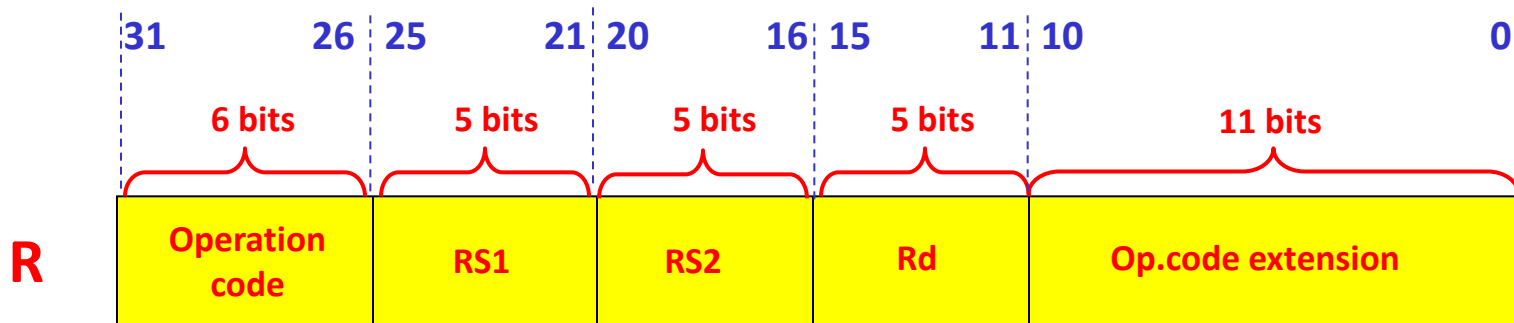 31 26 25 21 20 16 15 11 10 0
6 bits 5 bits 5 bits 5 bits 11 bits
R
Operation code
RS1
RS2
Rd
Op.code extension